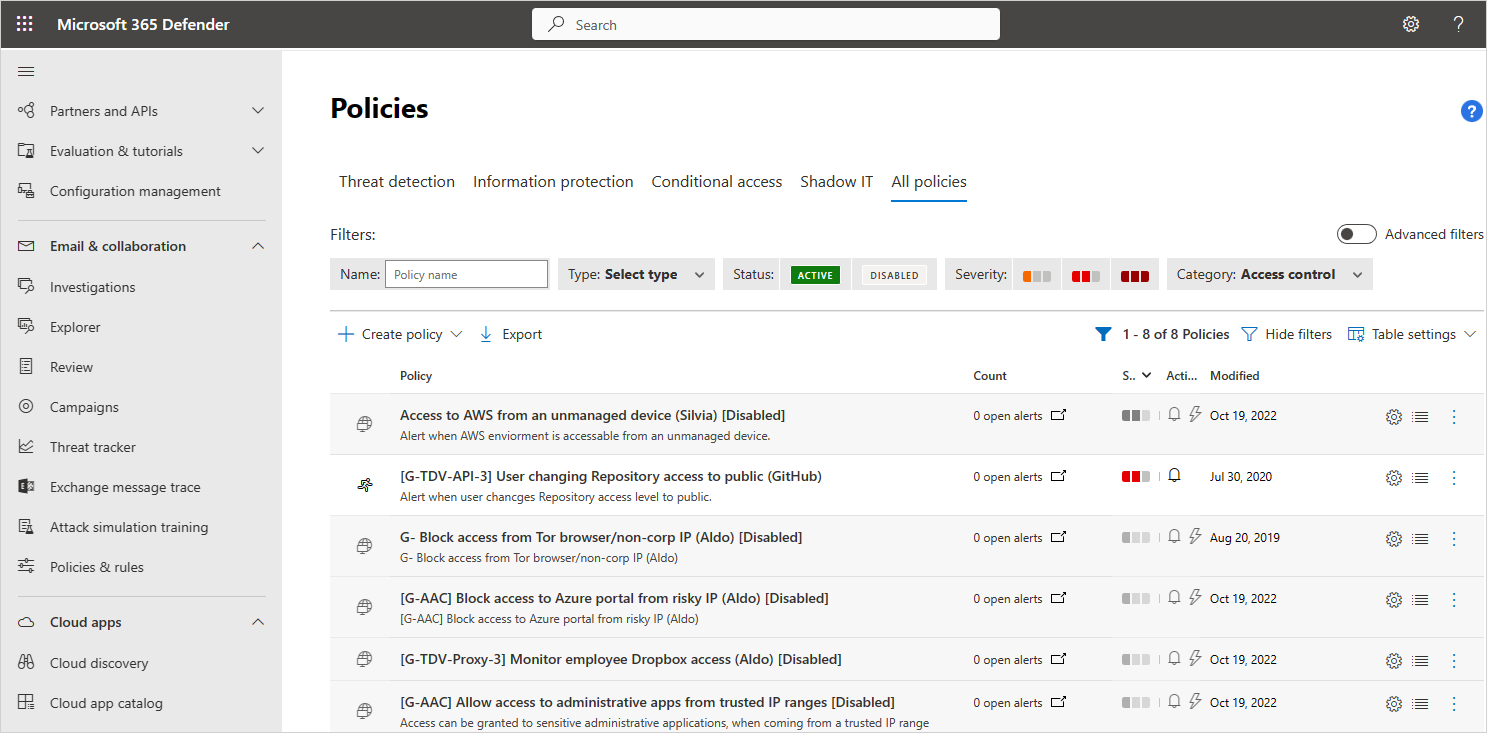 Microsoft 365 Defender
Search
?
Partners and APIs
Evaluation & tutorials
Configuration management
Email & collaboration
Investigations
Explorer
Review
Campaigns
Threat tracker
Exchange message trace
Attack simulation training
Policies & rules
Cloud apps
Cloud discovery
Cloud app catalog
Policies
?
Threat detection Information protection Conditional access Shadow IT All policies
Filters:
Advanced filters
Name: Policy name Type: Select type Status: ACTIVE DISABLED Severity: Category: Access control
Create policy Export 1 - 8 of 8 Policies Hide filters Table settings
Policy Count S.. Acti... Modified
Access to AWS from an unmanaged device (Silvia) [Disabled] 0 open alerts Oct 19, 2022
Alert when AWS enviorment is accessable from an unmanaged device.
[G-TDV-API-3] User changing Repository access to public (GitHub) 0 open alerts Jul 30, 2020
Alert when user chancges Repository access level to public.
G- Block access from Tor browser/non-corp IP (Aldo) [Disabled] 0 open alerts Aug 20, 2019
G- Block access from Tor browser/non-corp IP (Aldo)
[G-AAC] Block access to Azure portal from risky IP (Aldo) [Disabled] 0 open alerts Oct 19, 2022
[G-AAC] Block access to Azure portal from risky IP (Aldo)
[G-TDV-Proxy-3] Monitor employee Dropbox access (Aldo) [Disabled] 0 open alerts Oct 19, 2022
[G-AAC] Allow access to administrative apps from trusted IP ranges [Disabled] 0 open alerts Oct 19, 2022
Access can be granted to sensitive administrative applications, when coming from a trusted IP range